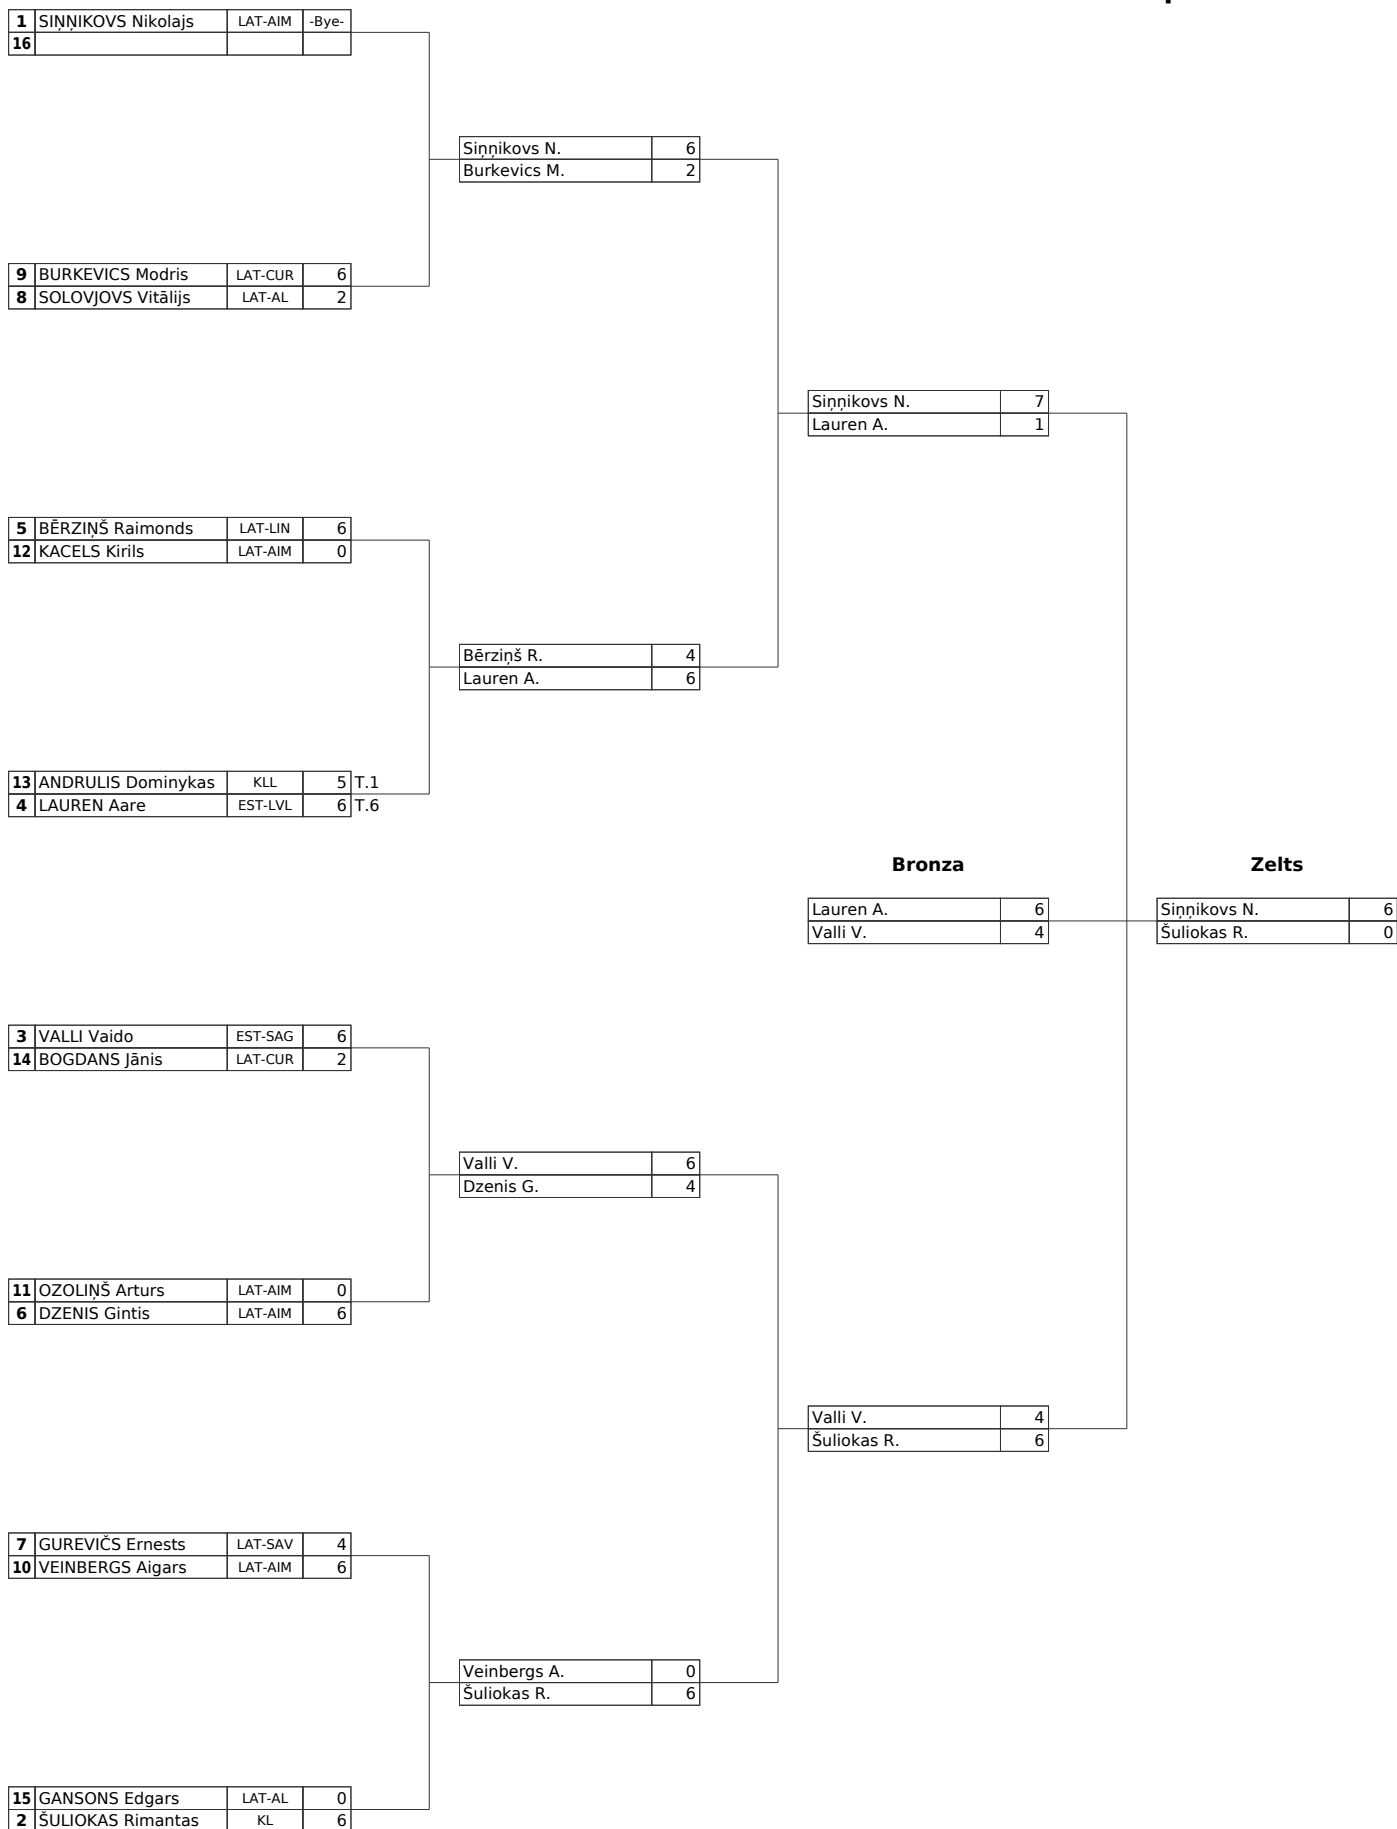 1 SIŅŅIKOVS Nikolajs LAT-AIM -Bye-
16
Siņņikovs N. 6
Burkevics M. 2
9 BURKEVICS Modris LAT-CUR 6
8 SOLOVJOVS Vitālijs LAT-AL 2
Siņņikovs N. 7
Lauren A. 1
5 BĒRZIŅŠ Raimonds LAT-LIN 6
12 KACELS Kirils LAT-AIM 0
Bērziņš R. 4
Lauren A. 6
13 ANDRULIS Dominykas KLL 5 T.1
4 LAUREN Aare EST-LVL 6 T.6
Bronza Zelts
Lauren A. 6 Siņņikovs N. 6
Valli V. 4 Šuliokas R. 0
3 VALLI Vaido EST-SAG 6
14 BOGDANS Jānis LAT-CUR 2
Valli V. 6
Dzenis G. 4
11 OZOLIŅŠ Arturs LAT-AIM 0
6 DZENIS Gintis LAT-AIM 6
Valli V. 4
Šuliokas R. 6
7 GUREVIČS Ernests LAT-SAV 4
10 VEINBERGS Aigars LAT-AIM 6
Veinbergs A. 0
Šuliokas R. 6
15 GANSONS Edgars LAT-AL 0
2 ŠULIOKAS Rimantas KL 6